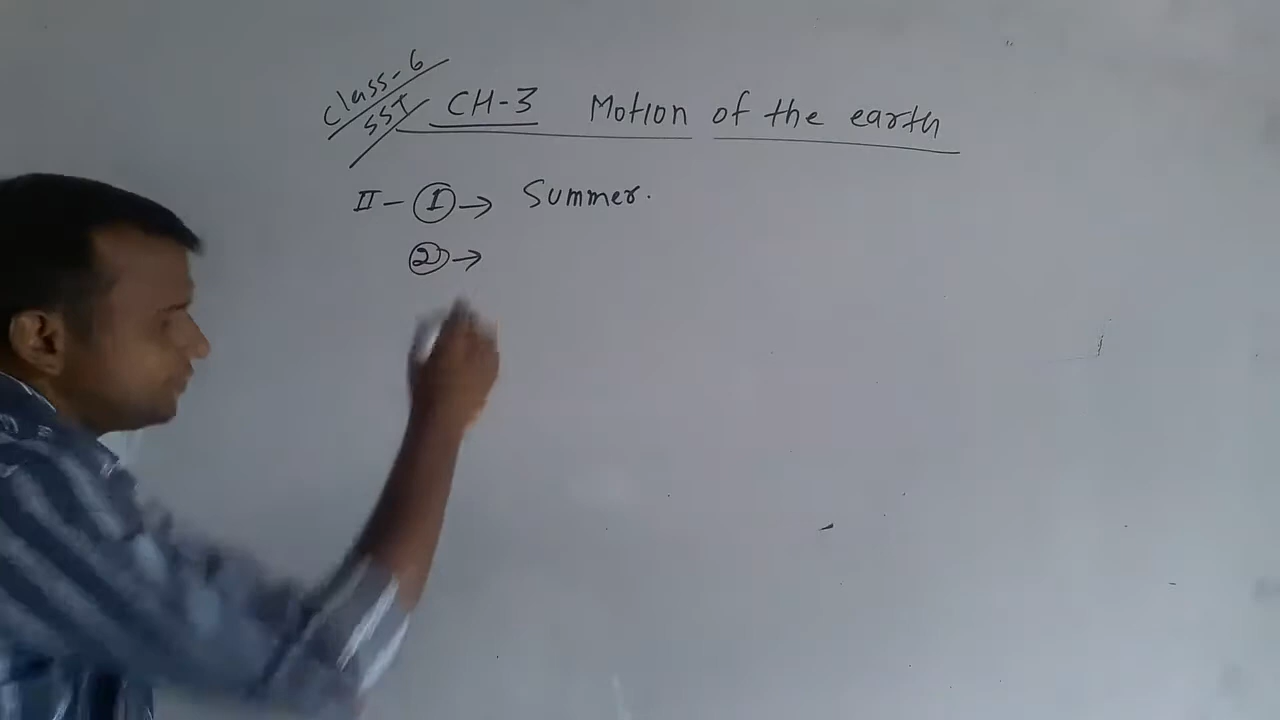 Class-6
SST
CH-3 Motion of the earth
II- ① → Summer.
② →